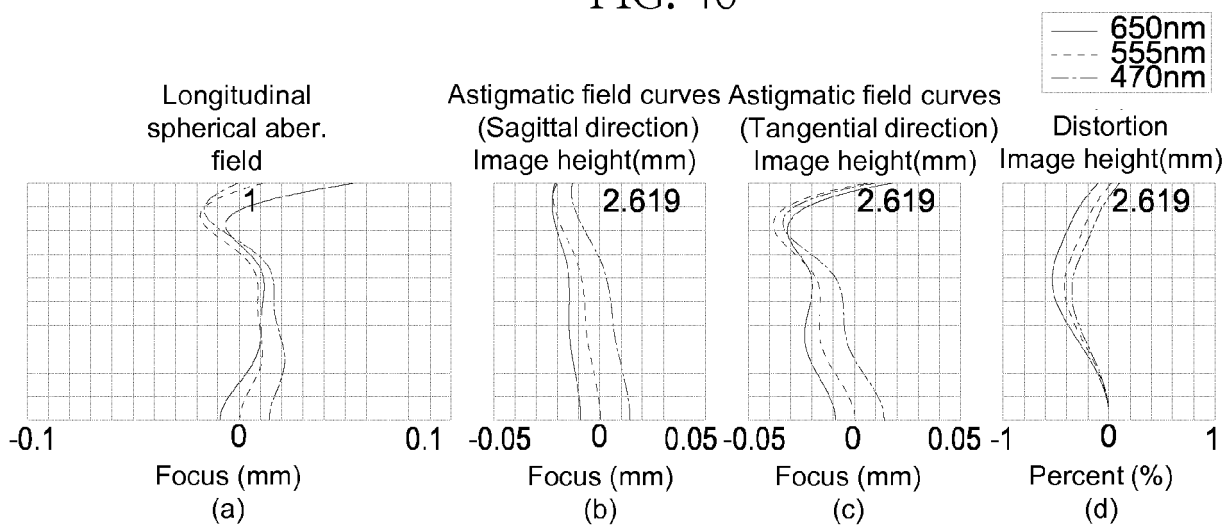 FIG. 40
650nm
555nm
470nm
Longitudinal
spherical aber.
field
1
-0.1
0
0.1
Focus (mm)
(a)
Astigmatic field curves
(Sagittal direction)
Image height(mm)
2.619
-0.05
0
0.05
Focus (mm)
(b)
Astigmatic field curves
(Tangential direction)
Image height(mm)
2.619
-0.05
0
0.05
Focus (mm)
(c)
Distortion
Image height(mm)
2.619
-1
0
1
Percent (%)
(d)